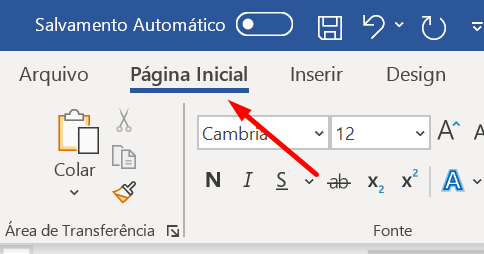 Salvamento Automático
Arquivo Página Inicial Inserir Design
Cambria 12 A A
Colar
N I S ab x₂ x² A
Área de Transferência Fonte